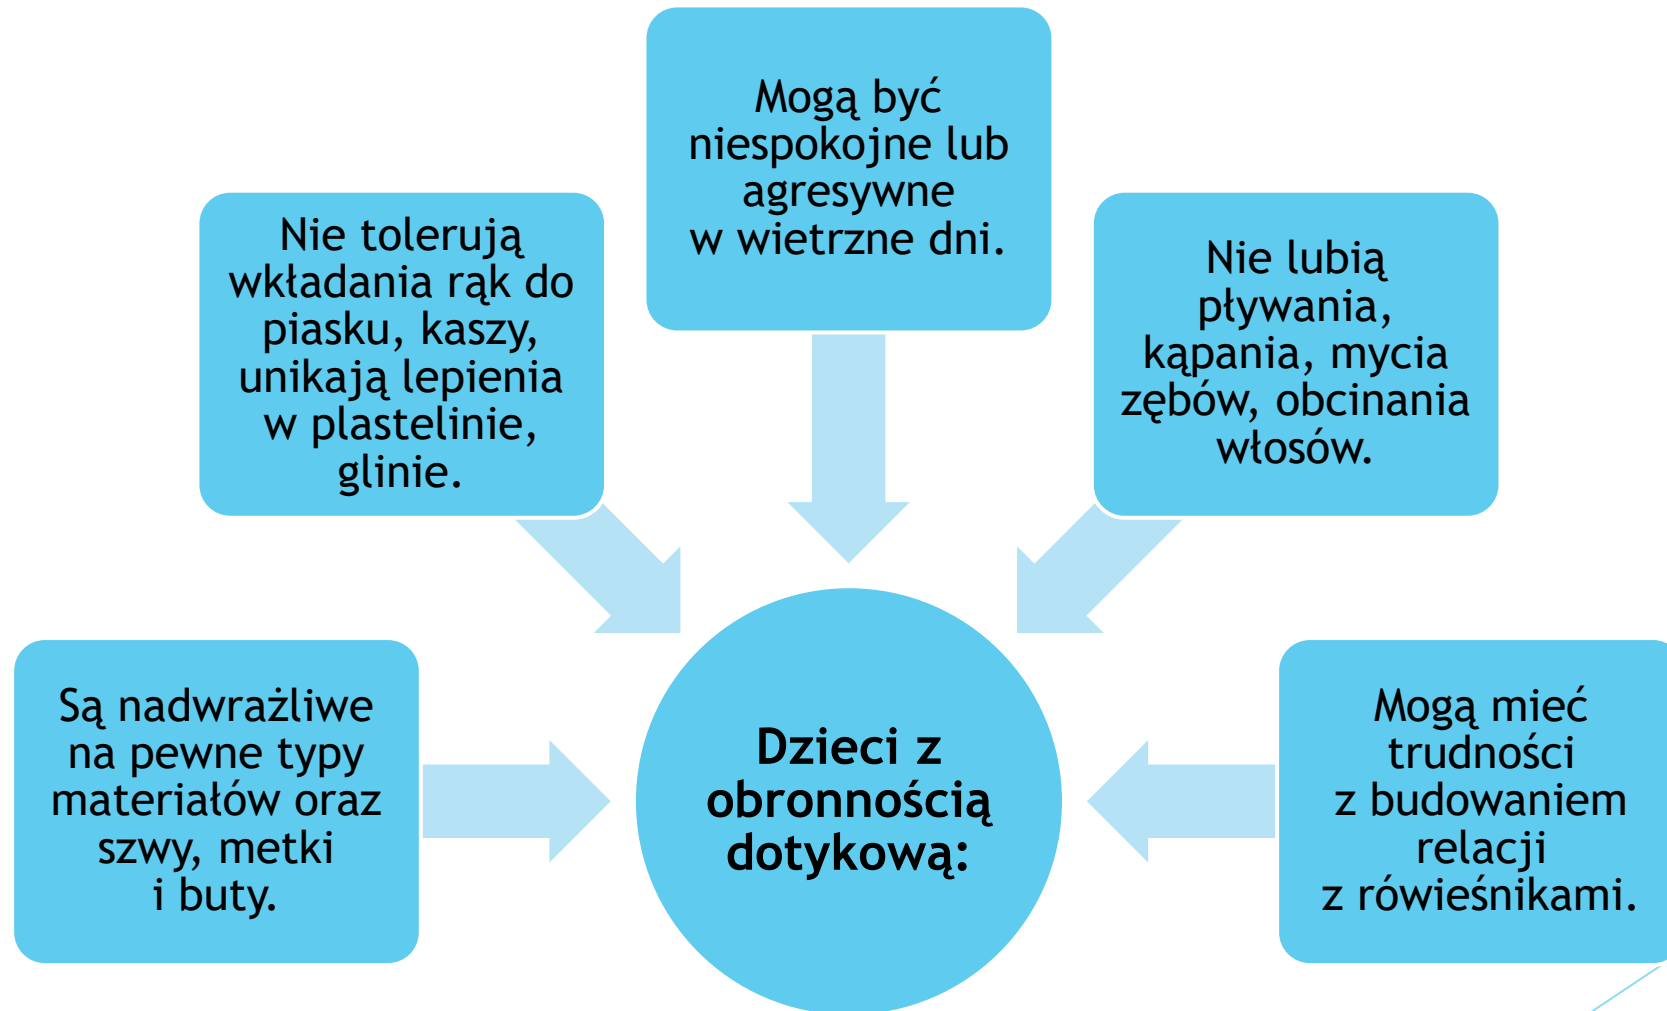 Mogą być
niespokojne lub
agresywne
w wietrzne dni.
Nie tolerują
wkładania rąk do
piasku, kaszy,
unikają lepienia
w plastelinie,
glinie.
Nie lubią
pływania,
kąpania, mycia
zębów, obcinania
włosów.
Są nadwrażliwe
na pewne typy
materiałów oraz
szwy, metki
i buty.
Dzieci z
obronnością
dotykową:
Mogą mieć
trudności
z budowaniem
relacji
z rówieśnikami.